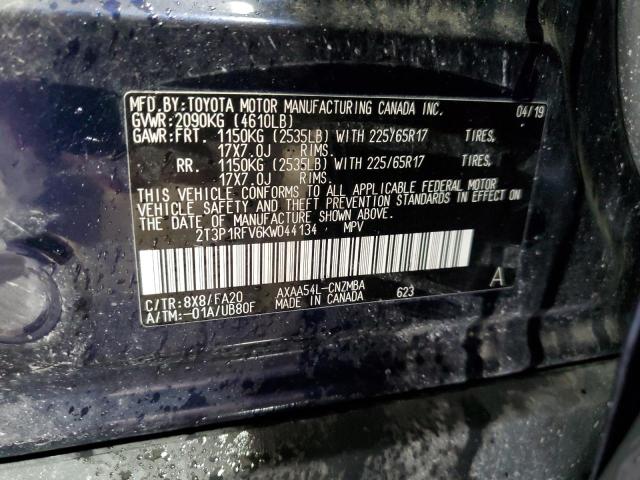 MFD.BY:TOYOTA MOTOR MANUFACTURING CANADA INC. 04/19
GVWR:2090KG (4610LB)
GAWR:FRT. 1150KG (2535LB) WITH 225/65R17 TIRES,
17X7.0J RIMS.
RR. 1150KG (2535LB) WITH 225/65R17 TIRES,
17X7.0J RIMS.
THIS VEHICLE CONFORMS TO ALL APPLICABLE FEDERAL MOTOR
VEHICLE SAFETY AND THEFT PREVENTION STANDARDS IN EFFECT ON
THE DATE OF MANUFACTURE SHOWN ABOVE.
2T3P1RFV6KW044134 MPV
C/TR:8X8/FA20 AXAA54L-CNZMBA A
A/TM:-01A/UB80F MADE IN CANADA 623